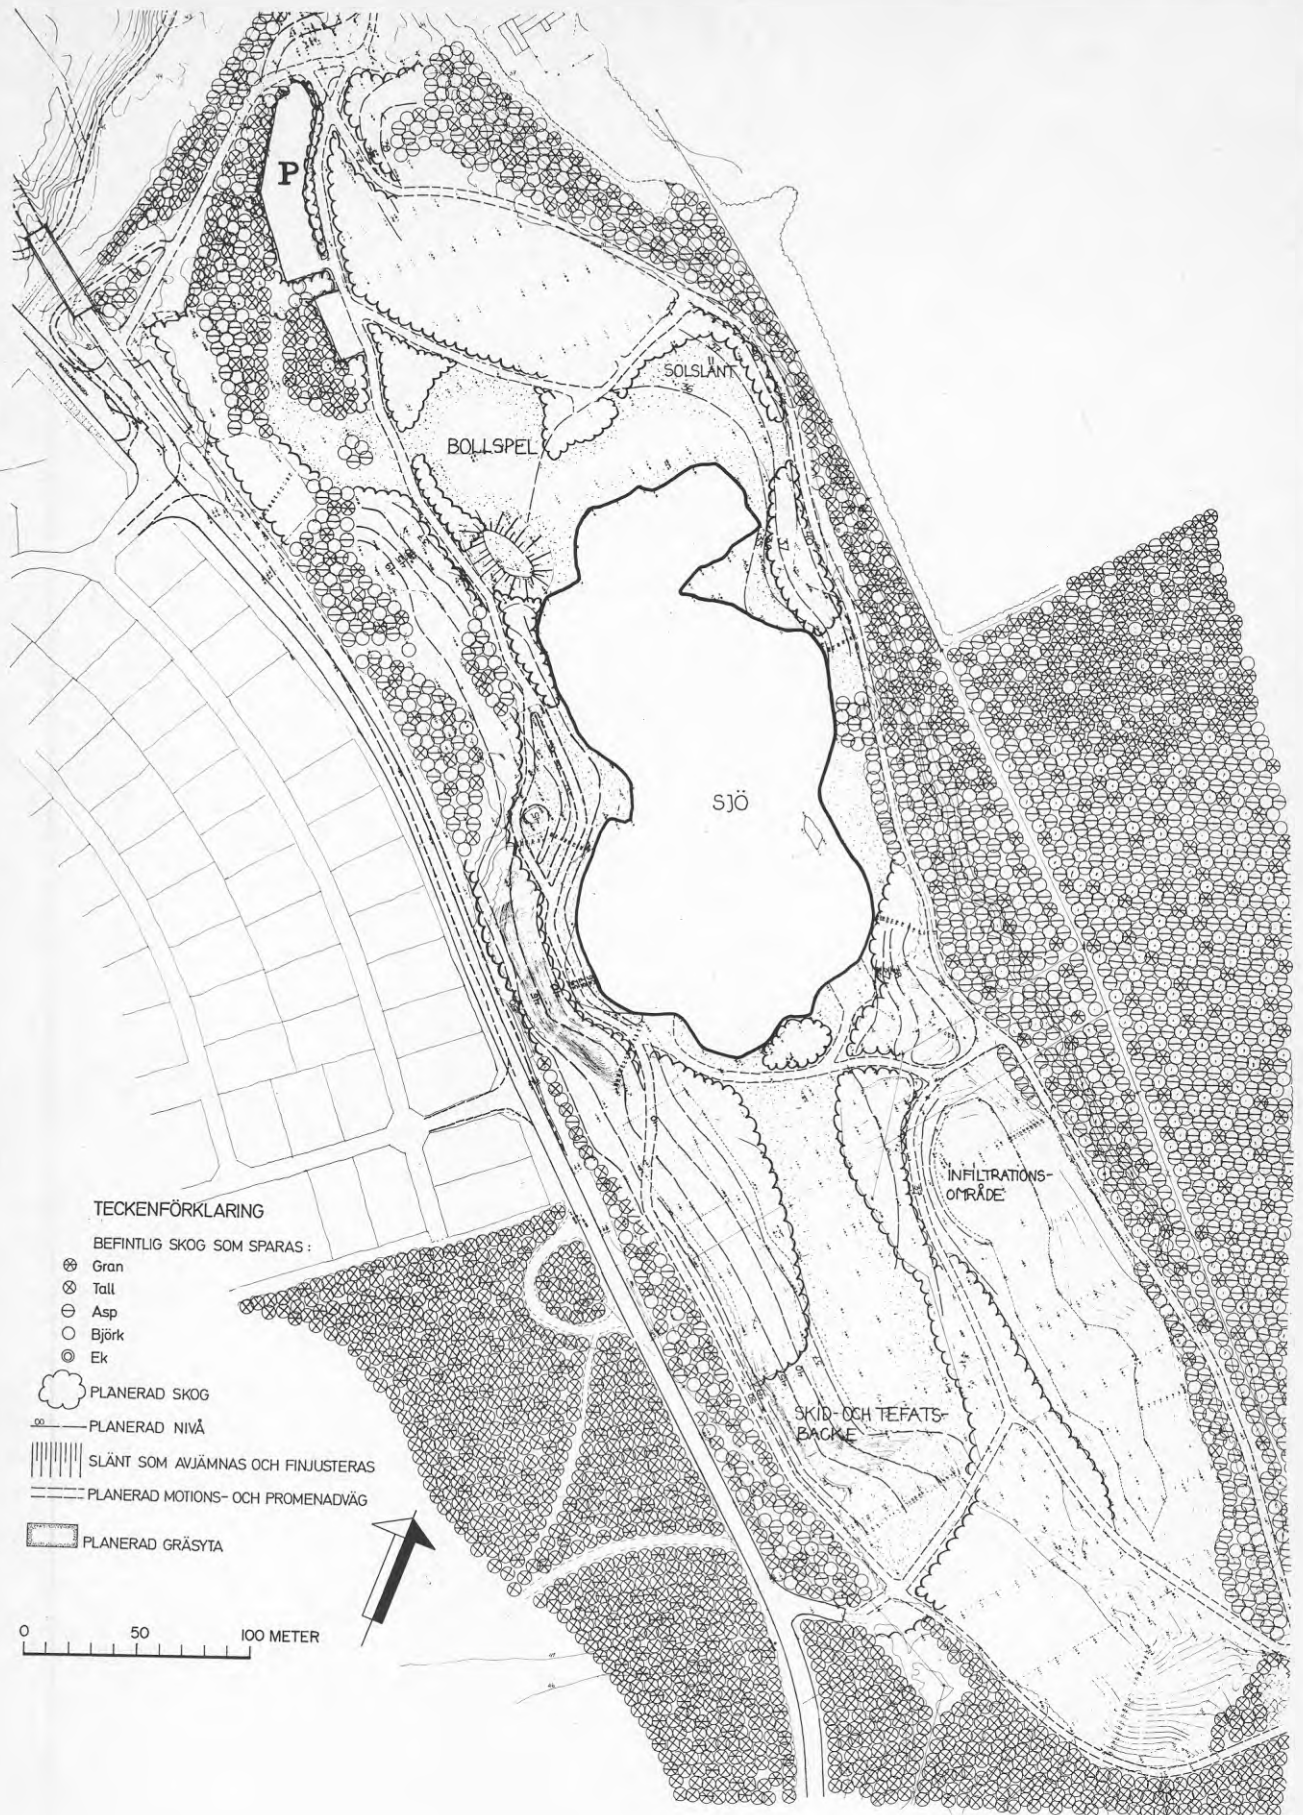 P
SOLSLÄNT
BOLLSPEL
SJÖ
INFILTRATIONS-
OMRÅDE
SKID- OCH TEFATS-
BACKE
TECKENFÖRKLARING
BEFINTLIG SKOG SOM SPARAS :
Gran
Tall
Asp
Björk
Ek
PLANERAD SKOG
PLANERAD NIVÅ
SLÄNT SOM AVJÄMNAS OCH FINJUSTERAS
PLANERAD MOTIONS- OCH PROMENADVÄG
PLANERAD GRÄSYTA
0 50 100 METER